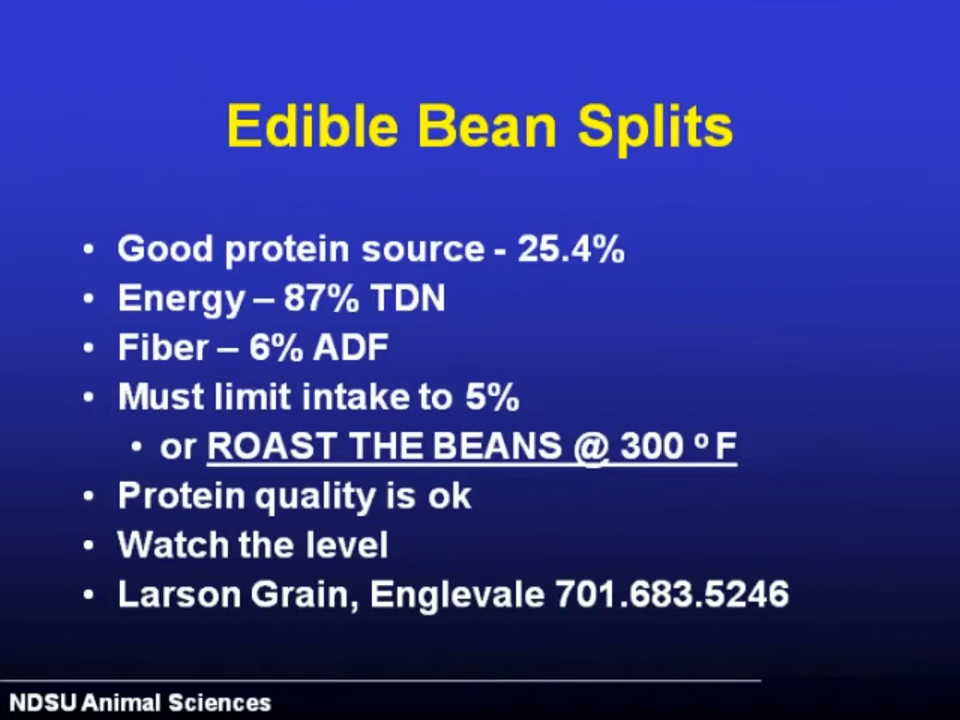 Edible Bean Splits
• Good protein source - 25.4%
• Energy – 87% TDN
• Fiber – 6% ADF
• Must limit intake to 5%
• or ROAST THE BEANS @ 300 º F
• Protein quality is ok
• Watch the level
• Larson Grain, Englevale 701.683.5246
NDSU Animal Sciences